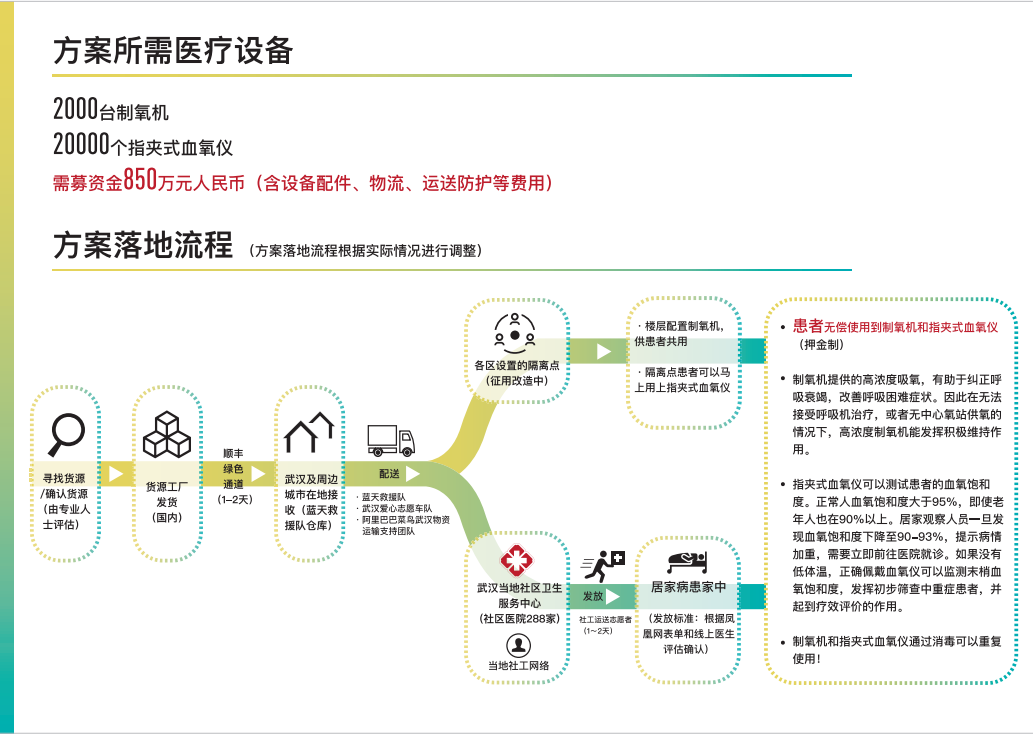 方案所需医疗设备
2000台制氧机
20000个指夹式血氧仪
需募资金850万元人民币（含设备配件、物流、运送防护等费用）
方案落地流程 （方案落地流程根据实际情况进行调整）
寻找货源
/确认货源
（由专业人
士评估）
货源工厂
发货
（国内）
顺丰
绿色
通道
（1–2天）
武汉及周边
城市在地接
收（蓝天救
援队仓库）
配送
· 蓝天救援队
· 武汉爱心志愿车队
· 阿里巴巴菜鸟武汉物资
运输支持团队
各区设置的隔离点
（征用改造中）
· 楼层配置制氧机，
供患者共用
· 隔离点患者可以马
上用上指夹式血氧仪
武汉当地社区卫生
服务中心
（社区医院288家）
当地社工网络
发放
社工运送志愿者
（1～2天）
居家病患家中
（发放标准：根据凤
凰网表单和线上医生
评估确认）
• 患者无偿使用到制氧机和指夹式血氧仪
（押金制）
• 制氧机提供的高浓度吸氧，有助于纠正呼
吸衰竭，改善呼吸困难症状。因此在无法
接受呼吸机治疗，或者无中心氧站供氧的
情况下，高浓度制氧机能发挥积极维持作
用。
• 指夹式血氧仪可以测试患者的血氧饱和
度。正常人血氧饱和度大于95%，即使老
年人也在90%以上。居家观察人员一旦发
现血氧饱和度下降至90–93%，提示病情
加重，需要立即前往医院就诊。如果没有
低体温，正确佩戴血氧仪可以监测末梢血
氧饱和度，发挥初步筛查中重症患者，并
起到疗效评价的作用。
• 制氧机和指夹式血氧仪通过消毒可以重复
使用！